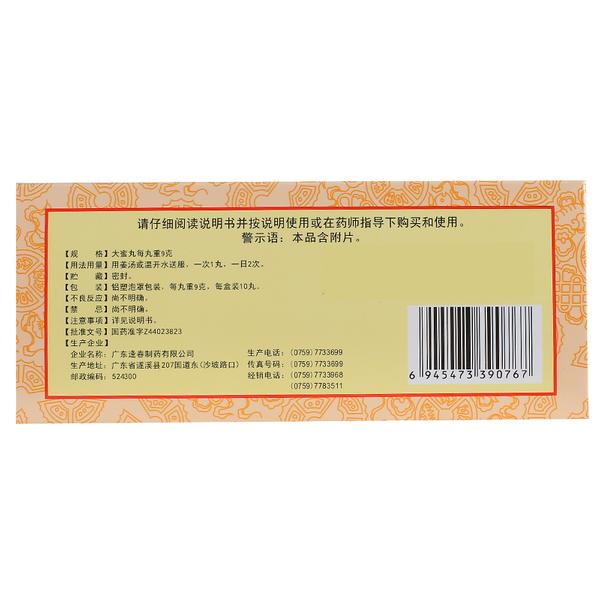 请仔细阅读说明书并按说明使用或在药师指导下购买和使用。
警示语：本品含附片。
【规　　格】大蜜丸每丸重9克
【用法用量】用姜汤或温开水送服，一次1丸，一日2次。
【贮　　藏】密封。
【包　　装】铝塑泡罩包装，每丸重9克，每盒装10丸。
【不良反应】尚不明确。
【禁　　忌】尚不明确。
【注意事项】详见说明书。
【批准文号】国药准字Z44023823
【生产企业】
企业名称：广东逢春制药有限公司　生产电话：(0759)7733699
生产地址：广东省遂溪县207国道东(沙坡路口)　传真号码：(0759)7733699
邮政编码：524300　经销电话：(0759)7733968
(0759)7783511
6 945473 390767